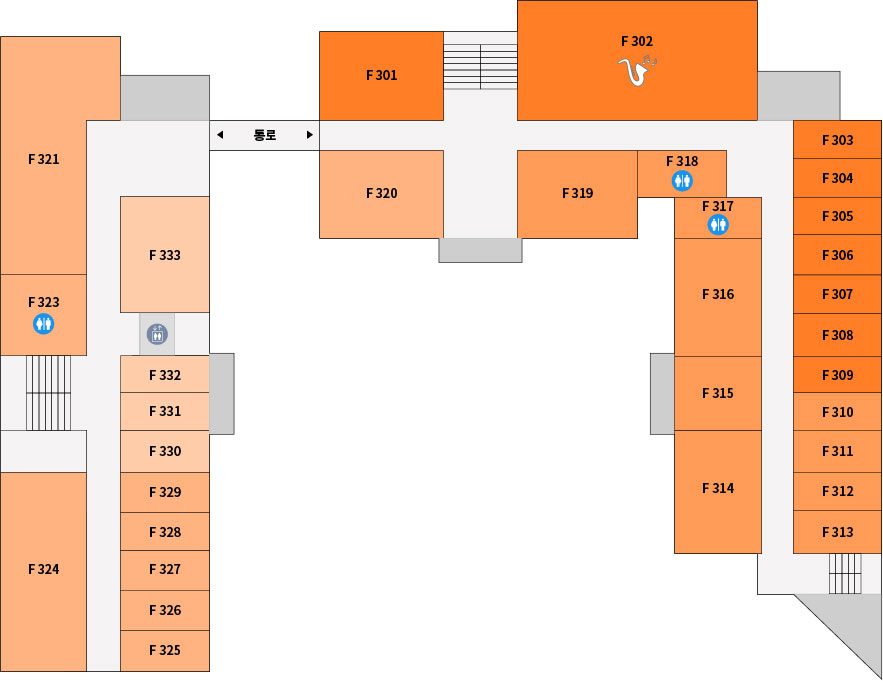 F 302
F 301
통로
F 303
F 321
F 318
F 304
F 320
F 319
F 317
F 305
F 333
F 306
F 323
F 316
F 307
F 308
F 332
F 309
F 315
F 331
F 310
F 330
F 311
F 329
F 314
F 312
F 328
F 313
F 324
F 327
F 326
F 325